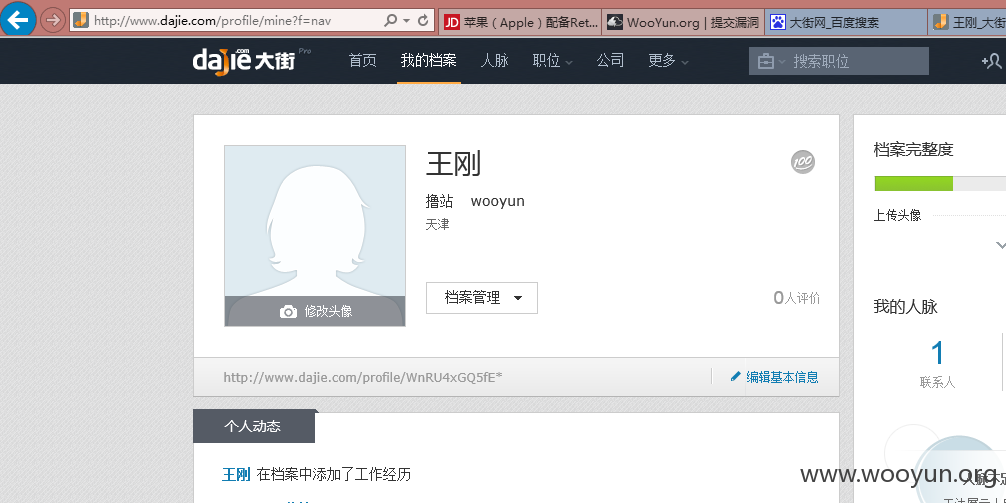 http://www.dajie.com/profile/mine?f=nav
JD 苹果（Apple）配备Ret...
WooYun.org | 提交漏洞
大街网_百度搜索
王刚_大街
dajie.com大街 Pro
首页 我的档案 人脉 职位 公司 更多
搜索职位
王刚
100
撸站 wooyun
天津
修改头像
档案管理
0人评价
http://www.dajie.com/profile/WnRU4xGQ5fE*
编辑基本信息
个人动态
王刚 在档案中添加了工作经历
档案完整度
上传头像
我的人脉
1
联系人
www.wooyun.org